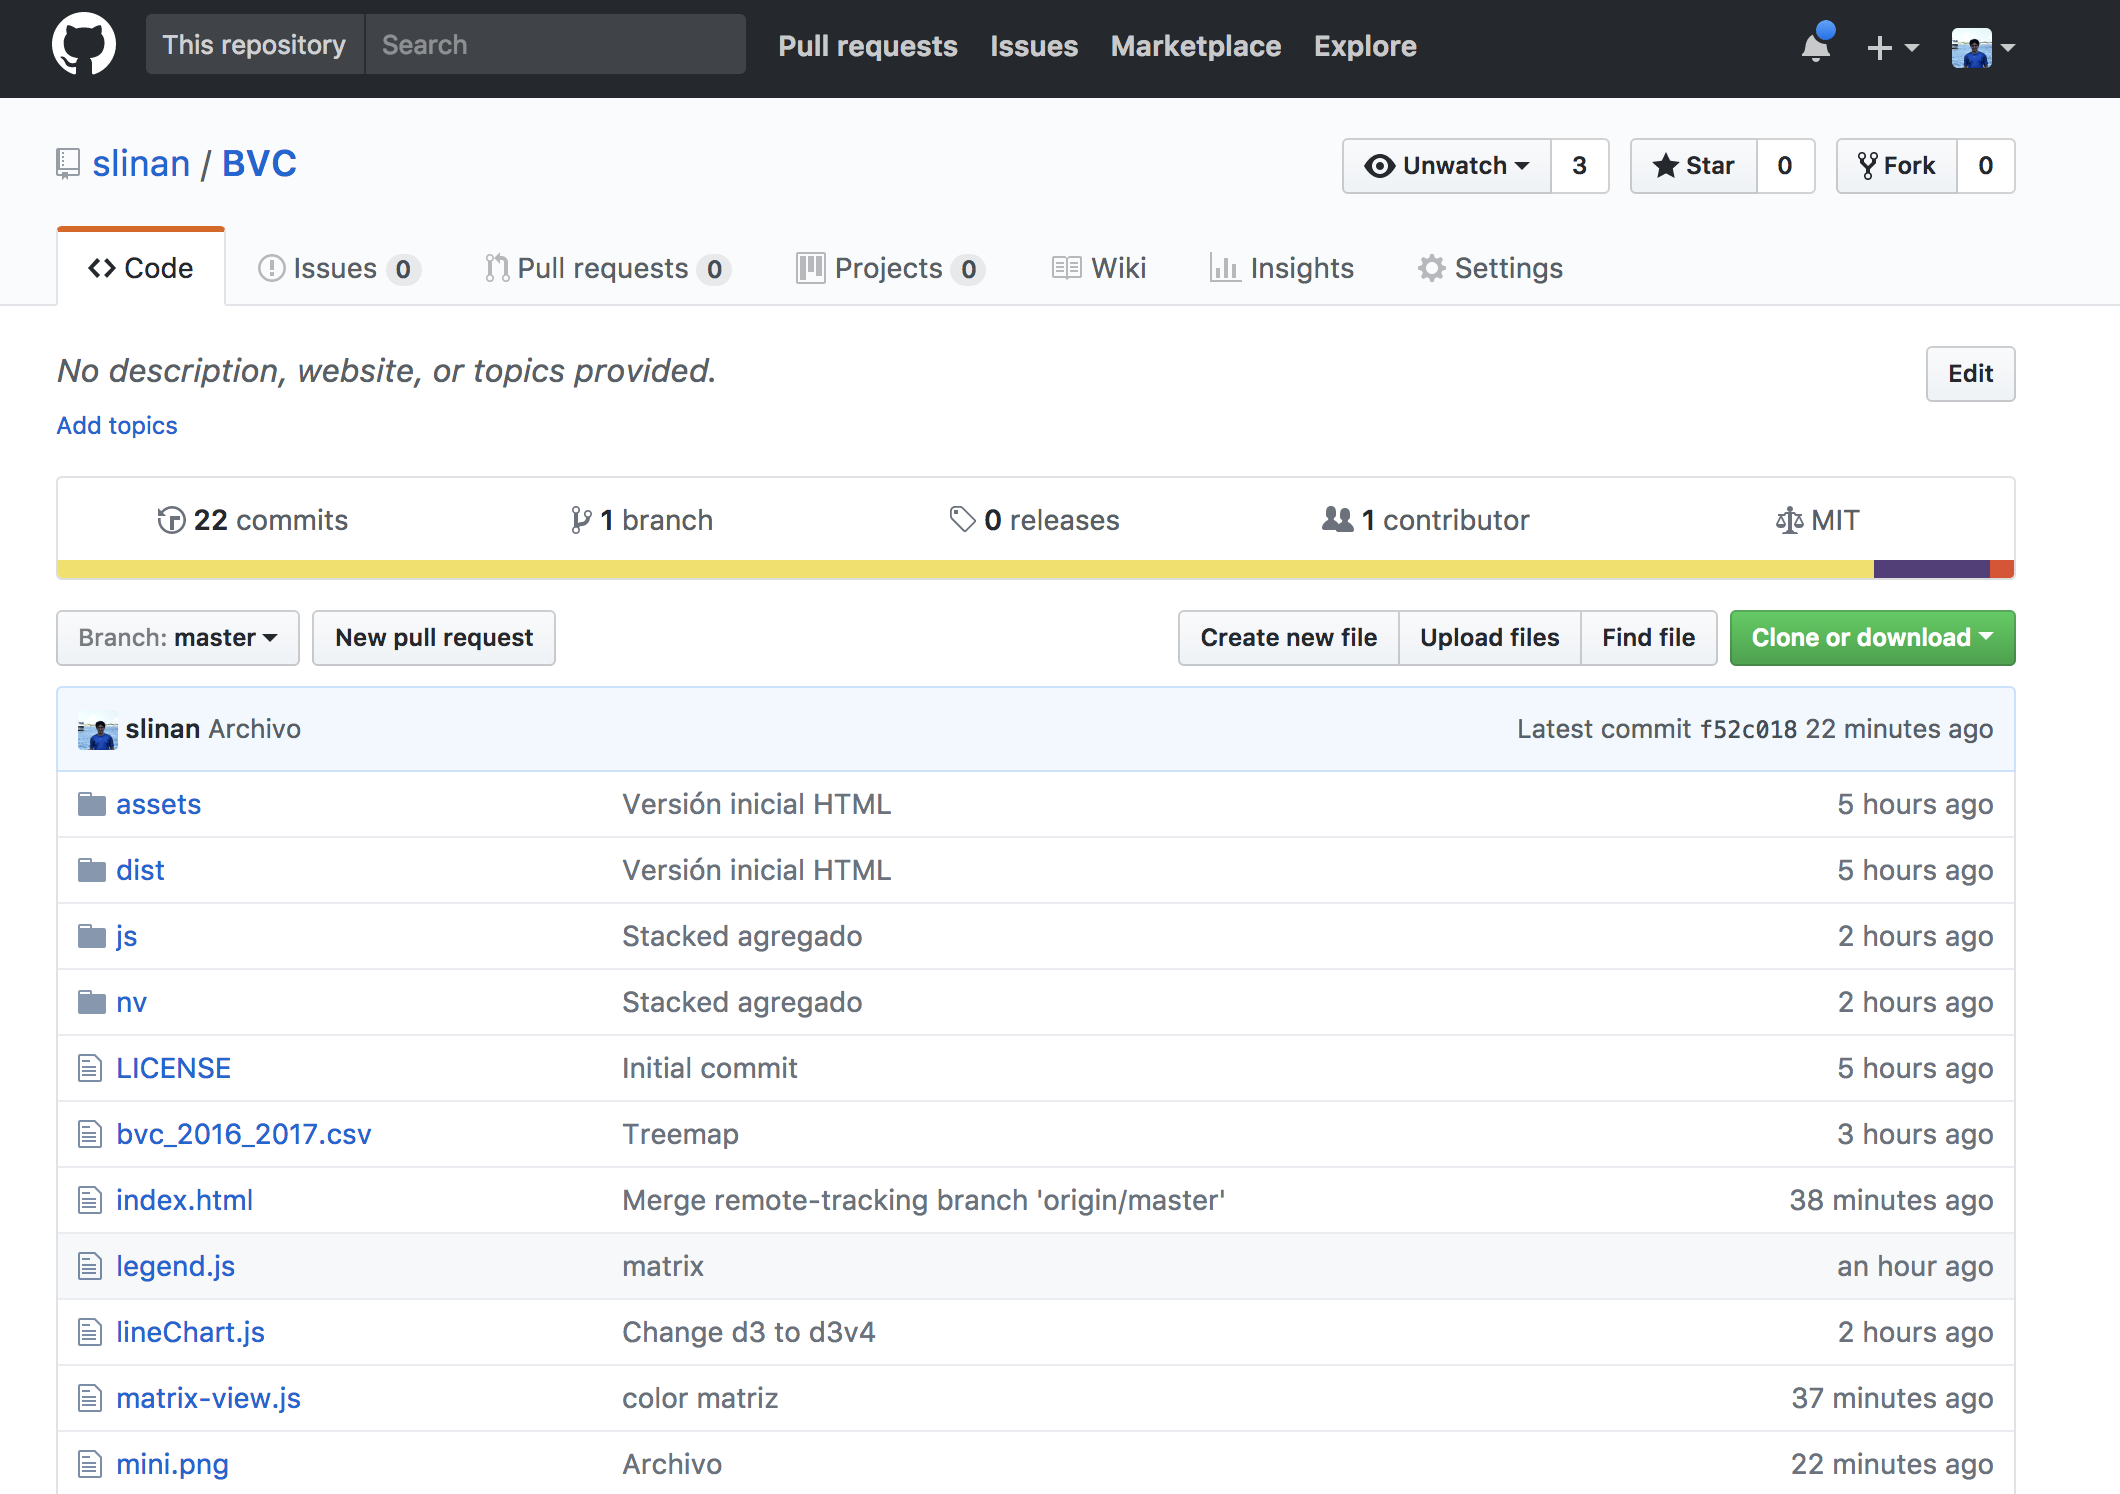 This repository Search Pull requests Issues Marketplace Explore
slinan / BVC Unwatch 3 Star 0 Fork 0
Code Issues 0 Pull requests 0 Projects 0 Wiki Insights Settings
No description, website, or topics provided. Edit
Add topics
22 commits 1 branch 0 releases 1 contributor MIT
Branch: master New pull request Create new file Upload files Find file Clone or download
slinan Archivo Latest commit f52c018 22 minutes ago
assets Versión inicial HTML 5 hours ago
dist Versión inicial HTML 5 hours ago
js Stacked agregado 2 hours ago
nv Stacked agregado 2 hours ago
LICENSE Initial commit 5 hours ago
bvc_2016_2017.csv Treemap 3 hours ago
index.html Merge remote-tracking branch 'origin/master' 38 minutes ago
legend.js matrix an hour ago
lineChart.js Change d3 to d3v4 2 hours ago
matrix-view.js color matriz 37 minutes ago
mini.png Archivo 22 minutes ago